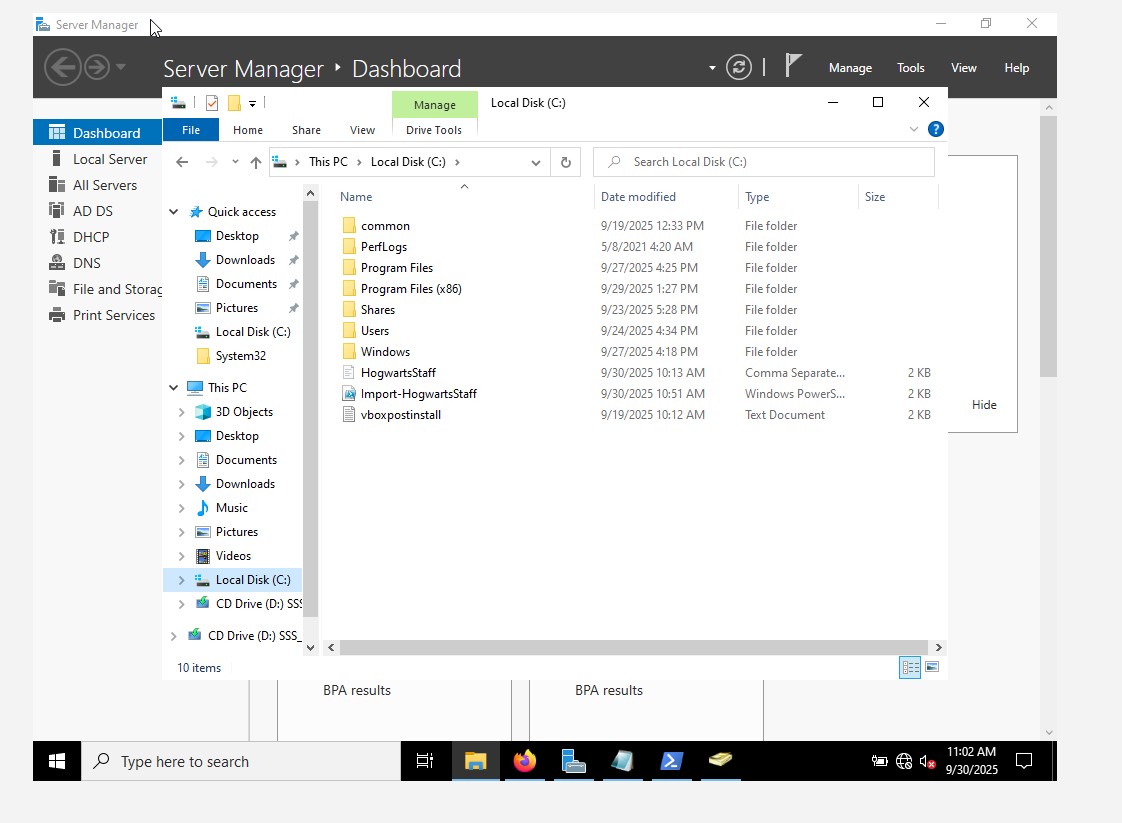 Server Manager
Server Manager ‣ Dashboard
Manage Tools View Help
Manage Local Disk (C:)
File Home Share View Drive Tools
This PC Local Disk (C:)
Search Local Disk (C:)
Dashboard
Local Server
All Servers
AD DS
DHCP
DNS
File and Storag
Print Services
Quick access
Desktop
Downloads
Documents
Pictures
Local Disk (C:)
System32
This PC
3D Objects
Desktop
Documents
Downloads
Music
Pictures
Videos
Local Disk (C:)
CD Drive (D:) SSS
CD Drive (D:) SSS_
Name Date modified Type Size
common 9/19/2025 12:33 PM File folder
PerfLogs 5/8/2021 4:20 AM File folder
Program Files 9/27/2025 4:25 PM File folder
Program Files (x86) 9/29/2025 1:27 PM File folder
Shares 9/23/2025 5:28 PM File folder
Users 9/24/2025 4:34 PM File folder
Windows 9/27/2025 4:18 PM File folder
HogwartsStaff 9/30/2025 10:13 AM Comma Separate... 2 KB
Import-HogwartsStaff 9/30/2025 10:51 AM Windows PowerS... 2 KB
vboxpostinstall 9/19/2025 10:12 AM Text Document 2 KB
Hide
10 items
BPA results BPA results
Type here to search
11:02 AM
9/30/2025